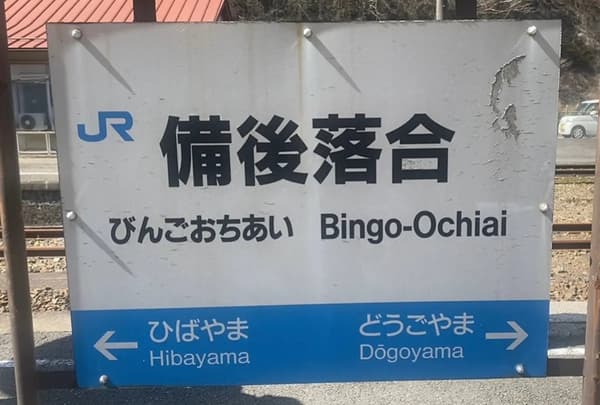 JR
備後落合
びんごおちあい Bingo-Ochiai
← ひばやま どうごやま →
Hibayama Dōgoyama